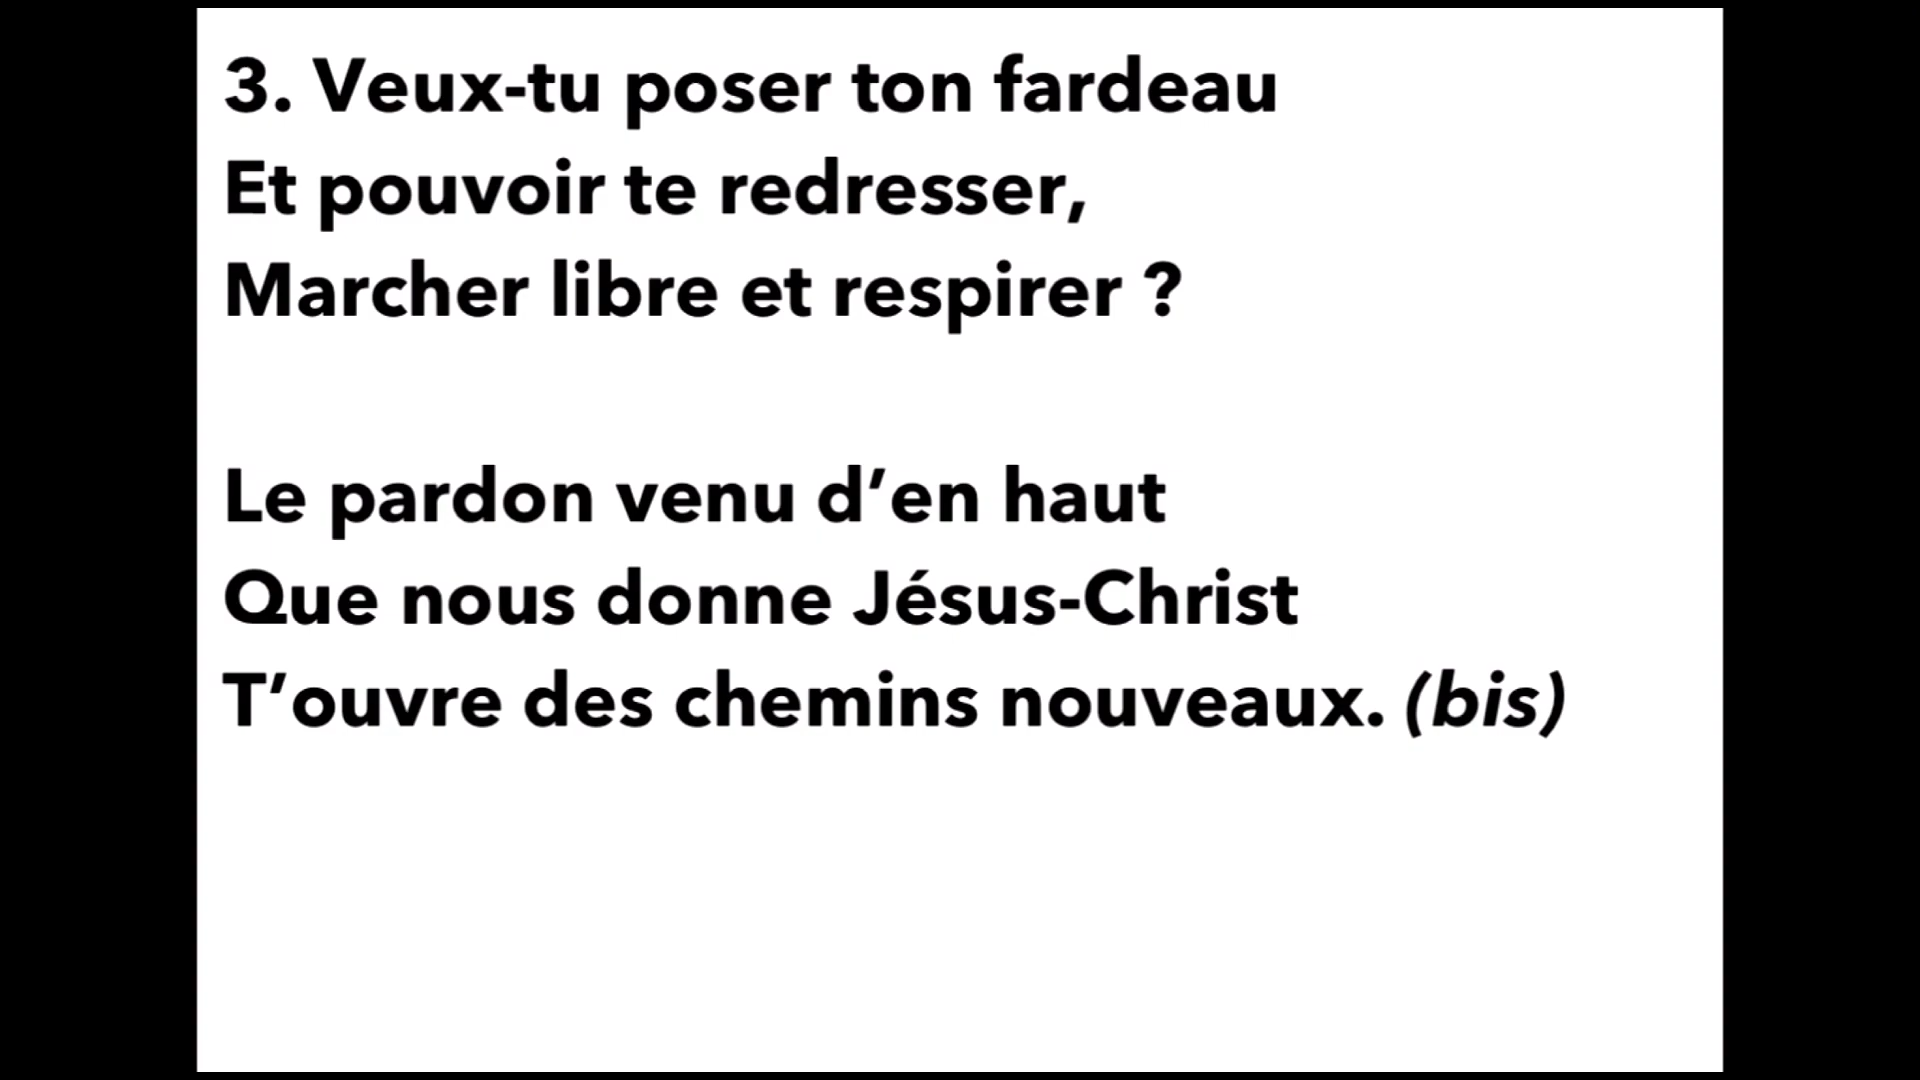 3. Veux-tu poser ton fardeau
Et pouvoir te redresser,
Marcher libre et respirer ?
Le pardon venu d’en haut
Que nous donne Jésus-Christ
T’ouvre des chemins nouveaux. (bis)